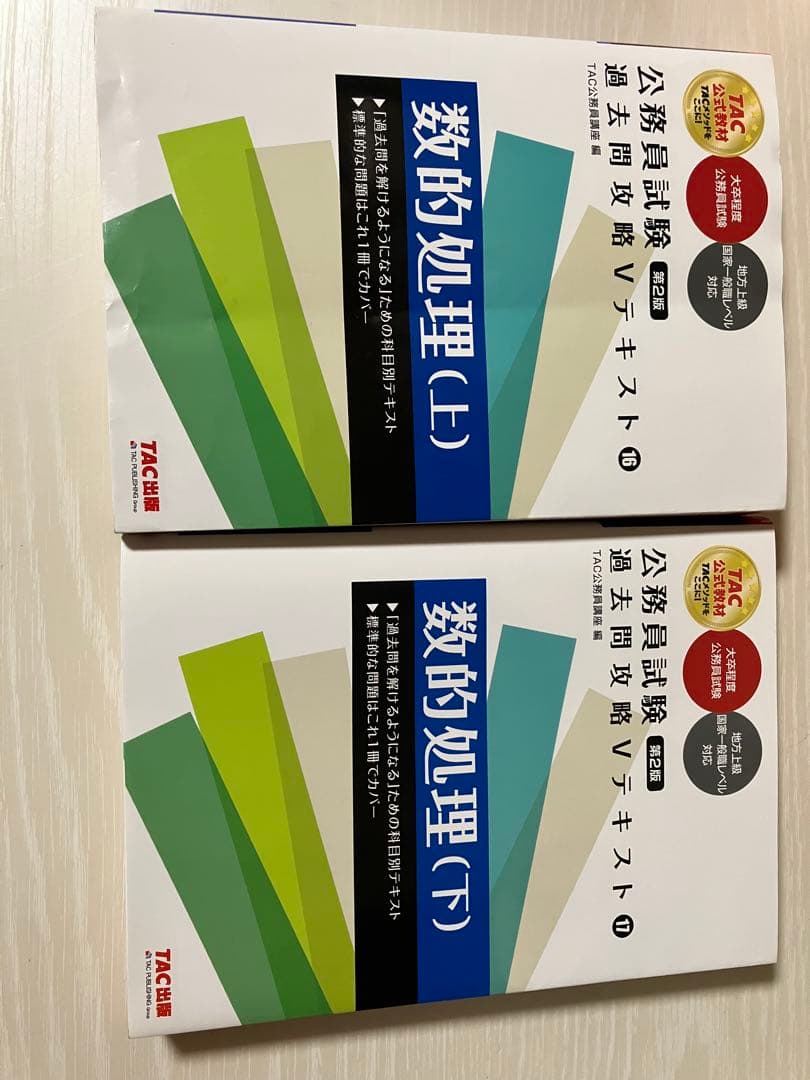 TAC
公式教材
TACメソッドを
ここに!
大卒程度
公務員試験
地方上級
国家一般職レベル
対応
公務員試験 第2版
過去問攻略Vテキスト 16
TAC公務員講座 編
数的処理(上)
▶「過去問を解けるようになる」ための科目別テキスト
▶標準的な問題はこれ1冊でカバー
TAC出版
TAC PUBLISHING Group
TAC
公式教材
TACメソッドを
ここに!
大卒程度
公務員試験
地方上級
国家一般職レベル
対応
公務員試験 第2版
過去問攻略Vテキスト 17
TAC公務員講座 編
数的処理(下)
▶「過去問を解けるようになる」ための科目別テキスト
▶標準的な問題はこれ1冊でカバー
TAC出版
TAC PUBLISHING Group